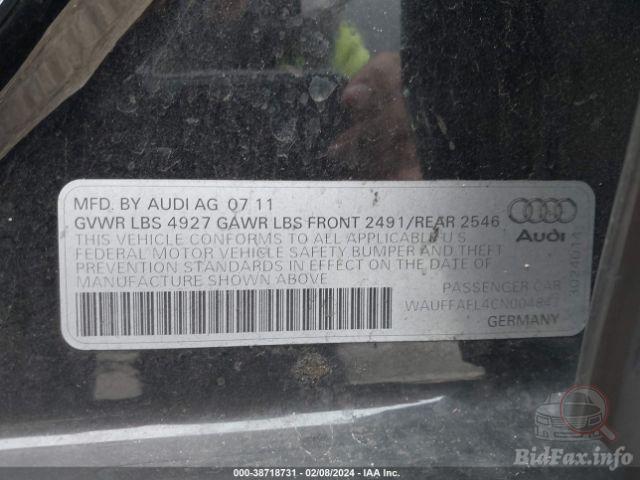 MFD. BY AUDI AG 07 11
GVWR LBS 4927 GAWR LBS FRONT 2491/REAR 2546
THIS VEHICLE CONFORMS TO ALL APPLICABLE U.S
FEDERAL MOTOR VEHICLE SAFETY BUMPER AND THEFT
PREVENTION STANDARDS IN EFFECT ON THE DATE OF
MANUFACTURE SHOWN ABOVE
Audi
PASSENGER CAR
GERMANY
000-38718731 - 02/08/2024 - IAA Inc.
BidFax.info